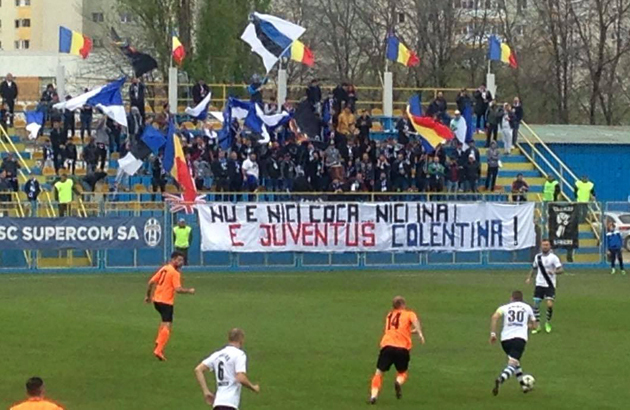 NU E NICI COCA NICI INA!
E JUVENTUS COLENTINA!
SC SUPERCOM SA
14
30
6